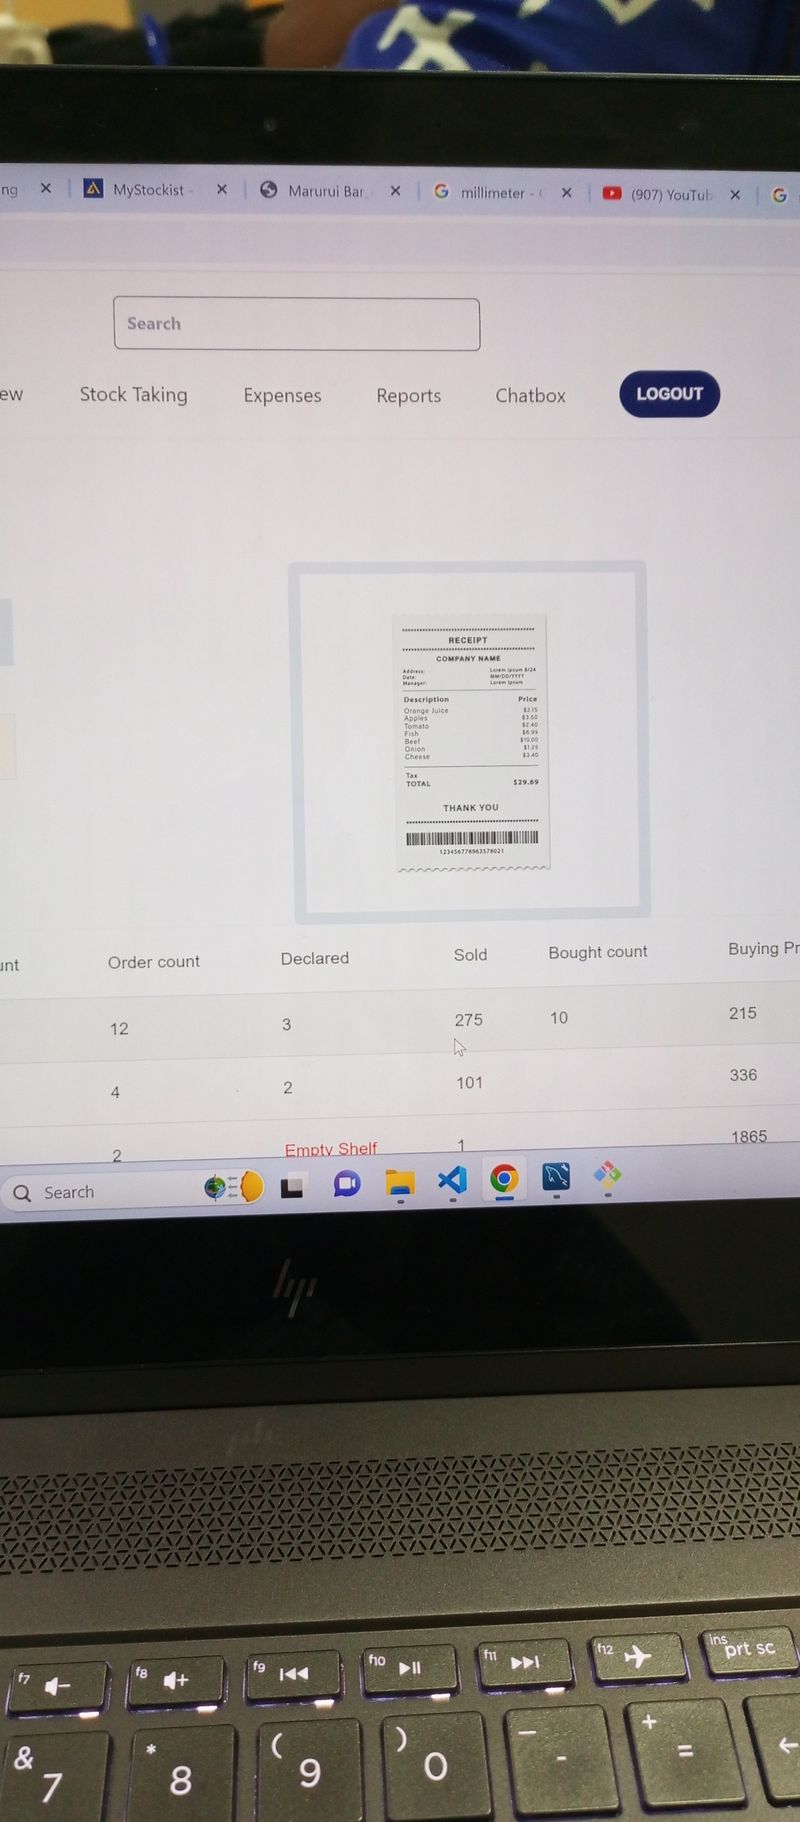 ng
MyStockist -
Marurui Bar_
millimeter -
(907) YouTub
Search
ew
Stock Taking
Expenses
Reports
Chatbox
LOGOUT
RECEIPT
COMPANY NAME
Address: Lorem Ipsum 8/24
Date: MM/DD/YYYY
Manager: Lorem Ipsum
Description Price
Orange Juice $2.15
Apples $3.50
Tomato $2.40
Fish $6.99
Beef $10.00
Onion $1.25
Cheese $3.40
Tax
TOTAL $29.69
THANK YOU
123456778963578021
unt Order count Declared Sold Bought count Buying Pr
12 3 275 10 215
4 2 101 336
2 Empty Shelf 1 1865
Search
hp
f7 f8 f9 f10 f11 f12 ins prt sc
& * ( ) — +
7 8 9 0 - =